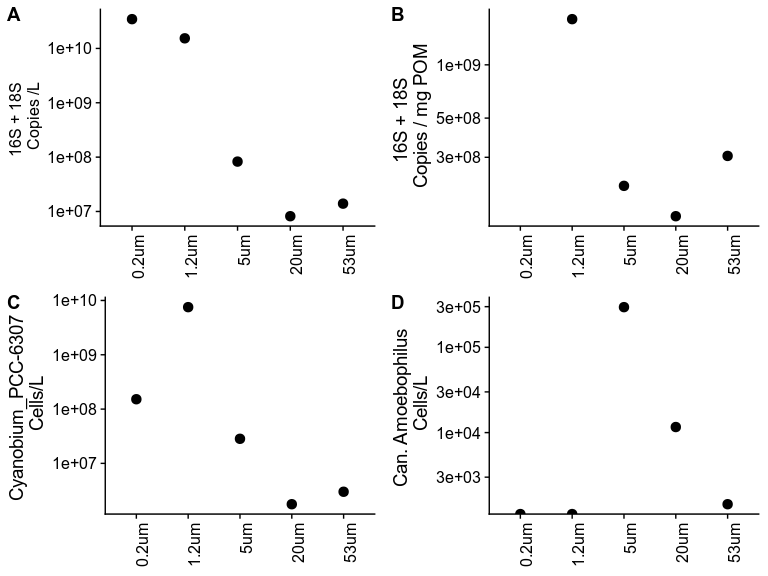 A
16S + 18S
Copies /L
1e+10
1e+09
1e+08
1e+07
0.2um
1.2um
5um
20um
53um
B
16S + 18S
Copies / mg POM
1e+09
5e+08
3e+08
0.2um
1.2um
5um
20um
53um
C
Cyanobium_PCC-6307
Cells/L
1e+10
1e+09
1e+08
1e+07
0.2um
1.2um
5um
20um
53um
D
Can. Amoebophilus
Cells/L
3e+05
1e+05
3e+04
1e+04
3e+03
0.2um
1.2um
5um
20um
53um